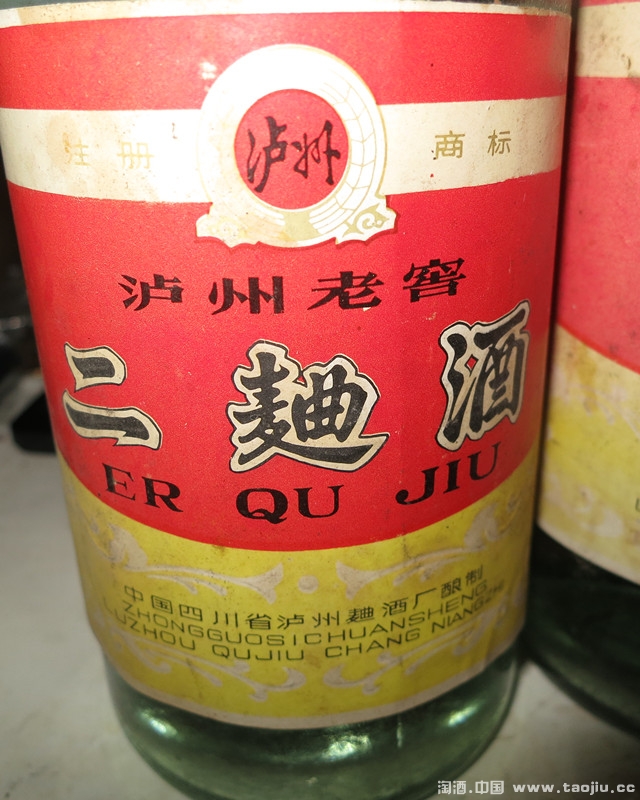 注册 泸州 商标
泸州老窖
二麯酒
ER QU JIU
中国四川省泸州麯酒厂酿制
ZHONGGUOSICHUANSHENG
LUZHOU QUJIU CHANG NIANGZHI
淘酒.中国 www.taojiu.cc